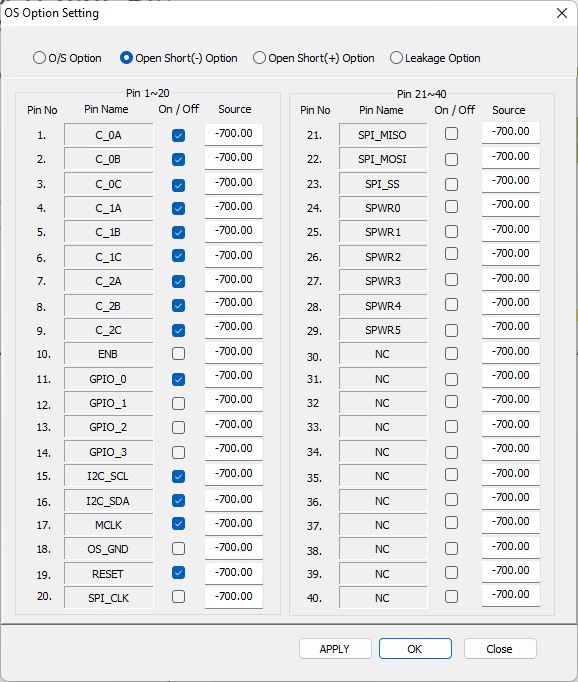 OS Option Setting
O/S Option Open Short(-) Option Open Short(+) Option Leakage Option
Pin 1~20
Pin No Pin Name On / Off Source
1. C_0A -700.00
2. C_0B -700.00
3. C_0C -700.00
4. C_1A -700.00
5. C_1B -700.00
6. C_1C -700.00
7. C_2A -700.00
8. C_2B -700.00
9. C_2C -700.00
10. ENB -700.00
11. GPIO_0 -700.00
12. GPIO_1 -700.00
13. GPIO_2 -700.00
14. GPIO_3 -700.00
15. I2C_SCL -700.00
16. I2C_SDA -700.00
17. MCLK -700.00
18. OS_GND -700.00
19. RESET -700.00
20. SPI_CLK -700.00
Pin 21~40
Pin No Pin Name On / Off Source
21. SPI_MISO -700.00
22. SPI_MOSI -700.00
23. SPI_SS -700.00
24. SPWR0 -700.00
25. SPWR1 -700.00
26. SPWR2 -700.00
27. SPWR3 -700.00
28. SPWR4 -700.00
29. SPWR5 -700.00
30. NC -700.00
31. NC -700.00
32 NC -700.00
33. NC -700.00
34. NC -700.00
35. NC -700.00
36. NC -700.00
37. NC -700.00
38. NC -700.00
39. NC -700.00
40. NC -700.00
APPLY OK Close